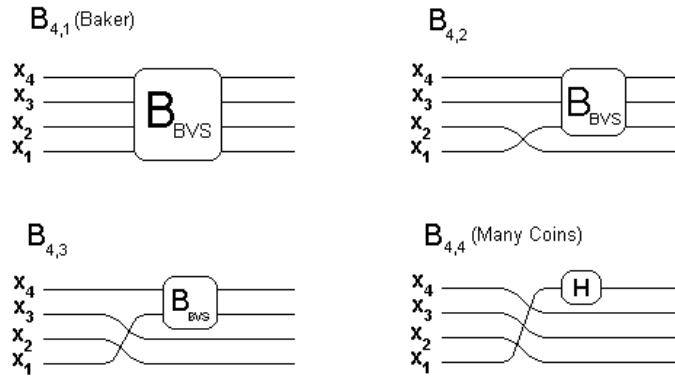 B4,1 (Baker)
x4
x3
x2
x1
BBVS
B4,2
x4
x3
x2
x1
BBVS
B4,3
x4
x3
x2
x1
BBVS
B4,4 (Many Coins)
x4
x3
x2
x1
H